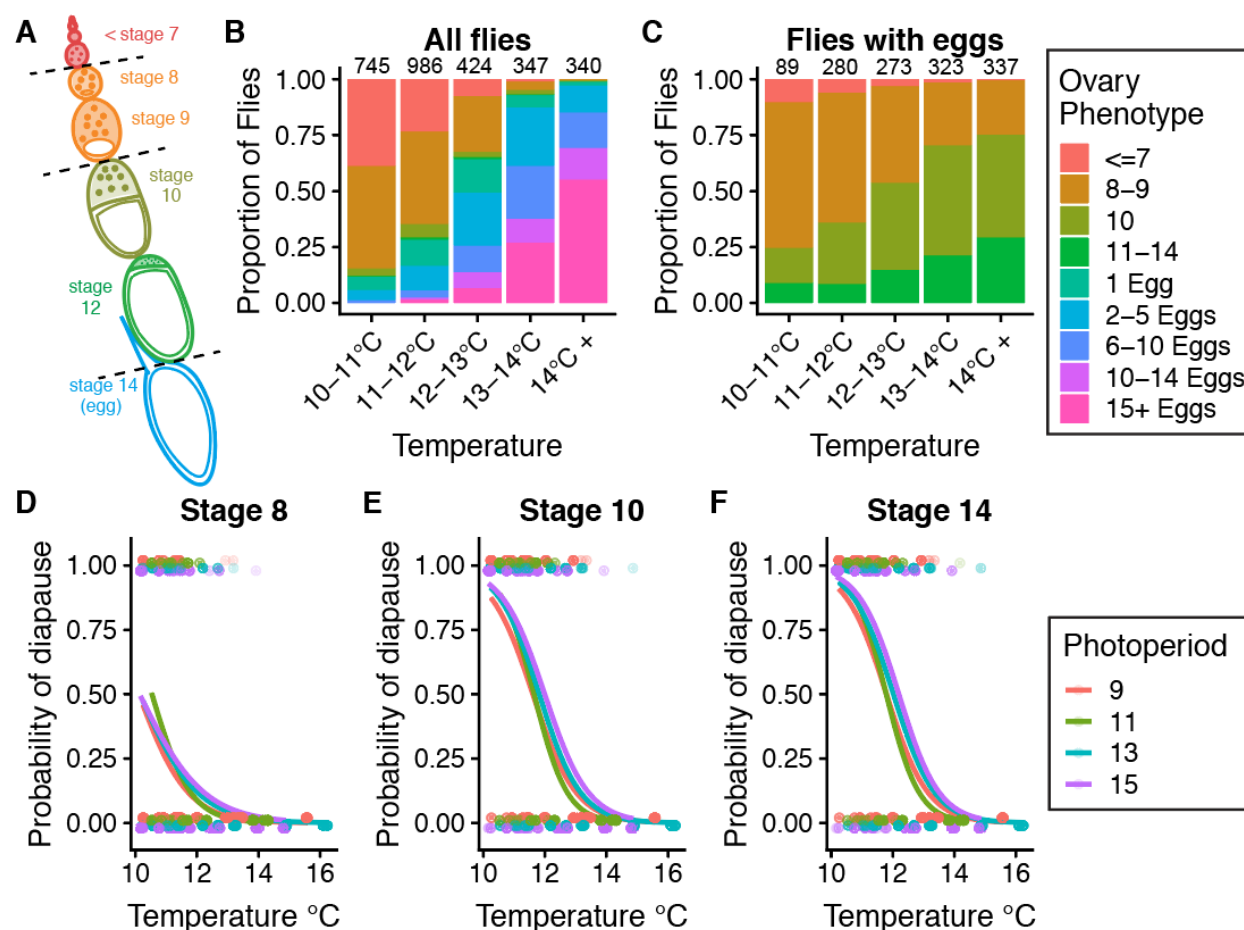 A
< stage 7
stage 8
stage 9
stage
10
stage
12
stage 14
(egg)
B
All flies
745 986 424 347 340
Proportion of Flies
1.00
0.75
0.50
0.25
0.00
10–11°C
11–12°C
12–13°C
13–14°C
14°C +
Temperature
C
Flies with eggs
89 280 273 323 337
Proportion of Flies
1.00
0.75
0.50
0.25
0.00
10–11°C
11–12°C
12–13°C
13–14°C
14°C +
Temperature
Ovary
Phenotype
<=7
8–9
10
11–14
1 Egg
2–5 Eggs
6–10 Eggs
10–14 Eggs
15+ Eggs
D
Stage 8
Probability of diapause
1.00
0.75
0.50
0.25
0.00
10 12 14 16
Temperature °C
E
Stage 10
Probability of diapause
1.00
0.75
0.50
0.25
0.00
10 12 14 16
Temperature °C
F
Stage 14
Probability of diapause
1.00
0.75
0.50
0.25
0.00
10 12 14 16
Temperature °C
Photoperiod
9
11
13
15